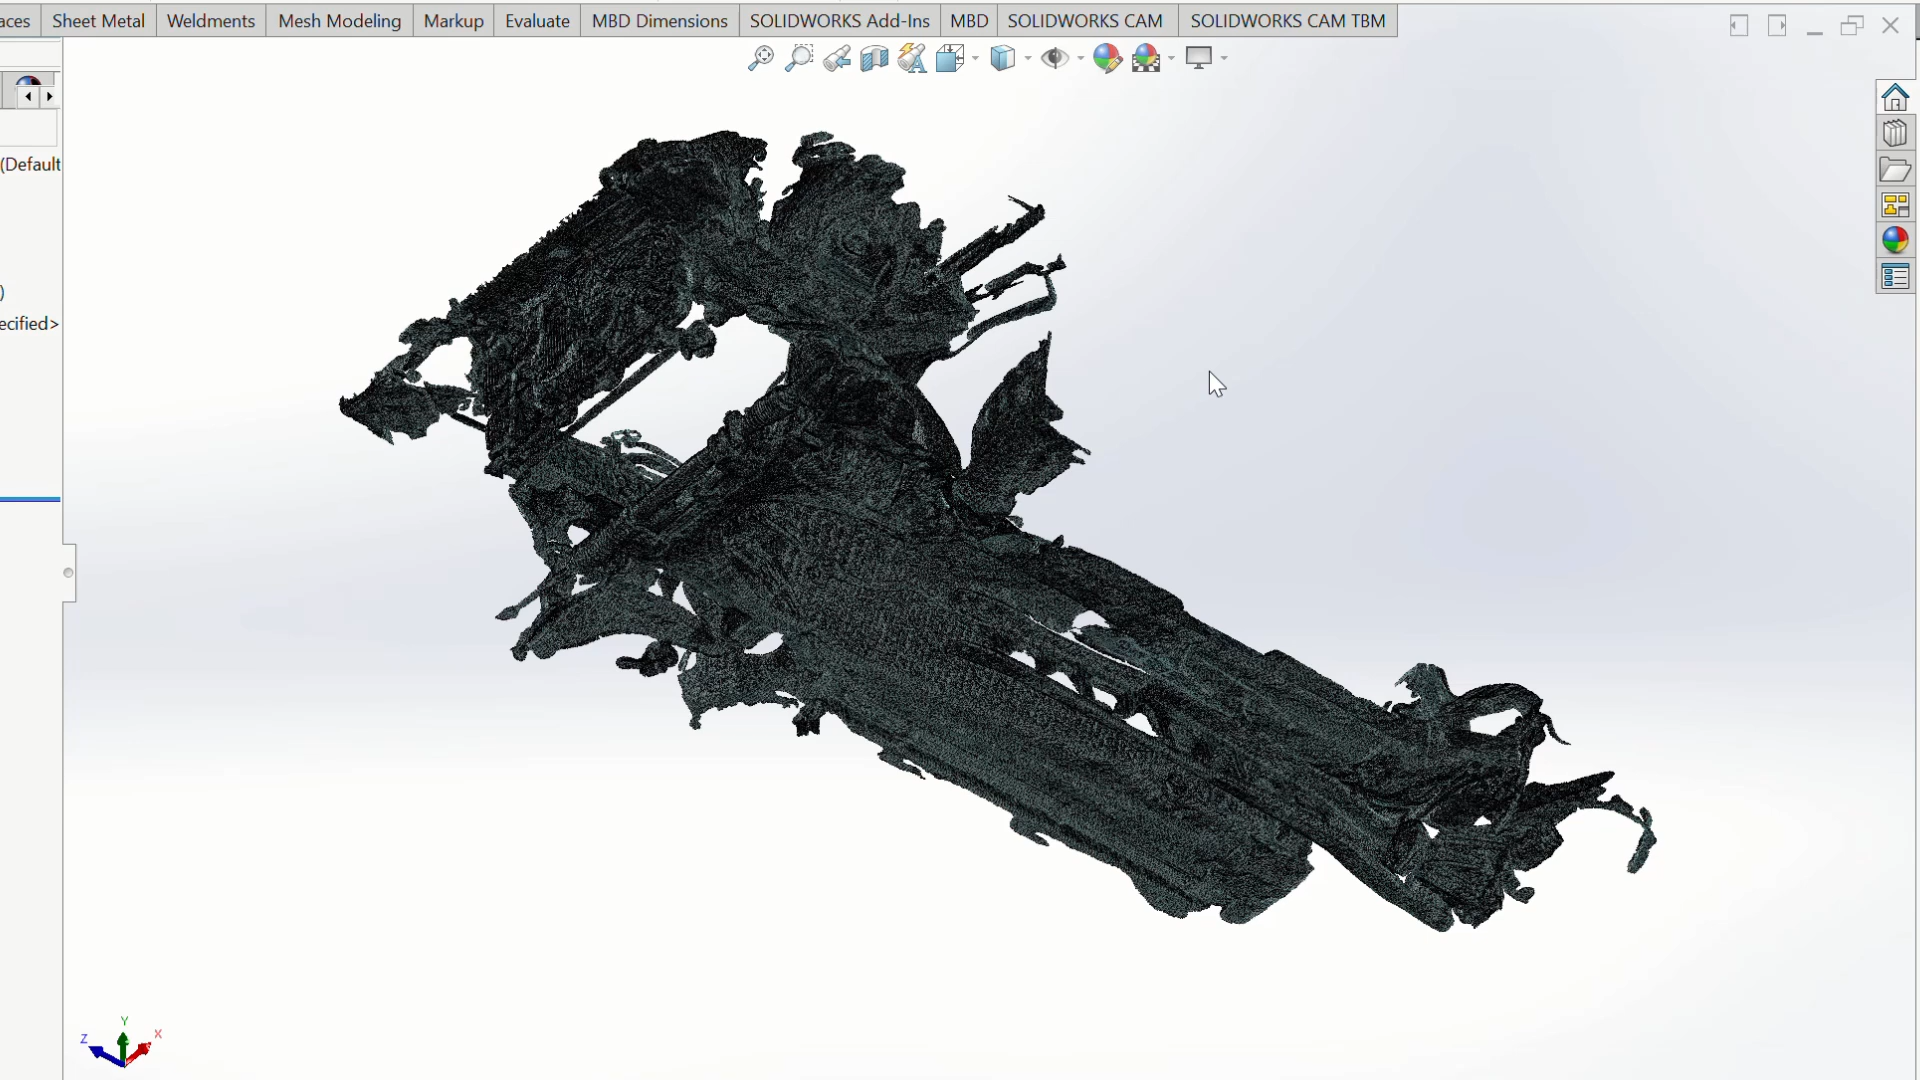 aces Sheet Metal Weldments Mesh Modeling Markup Evaluate MBD Dimensions SOLIDWORKS Add-Ins MBD SOLIDWORKS CAM SOLIDWORKS CAM TBM
(Default
)
ecified>
Y
Z X